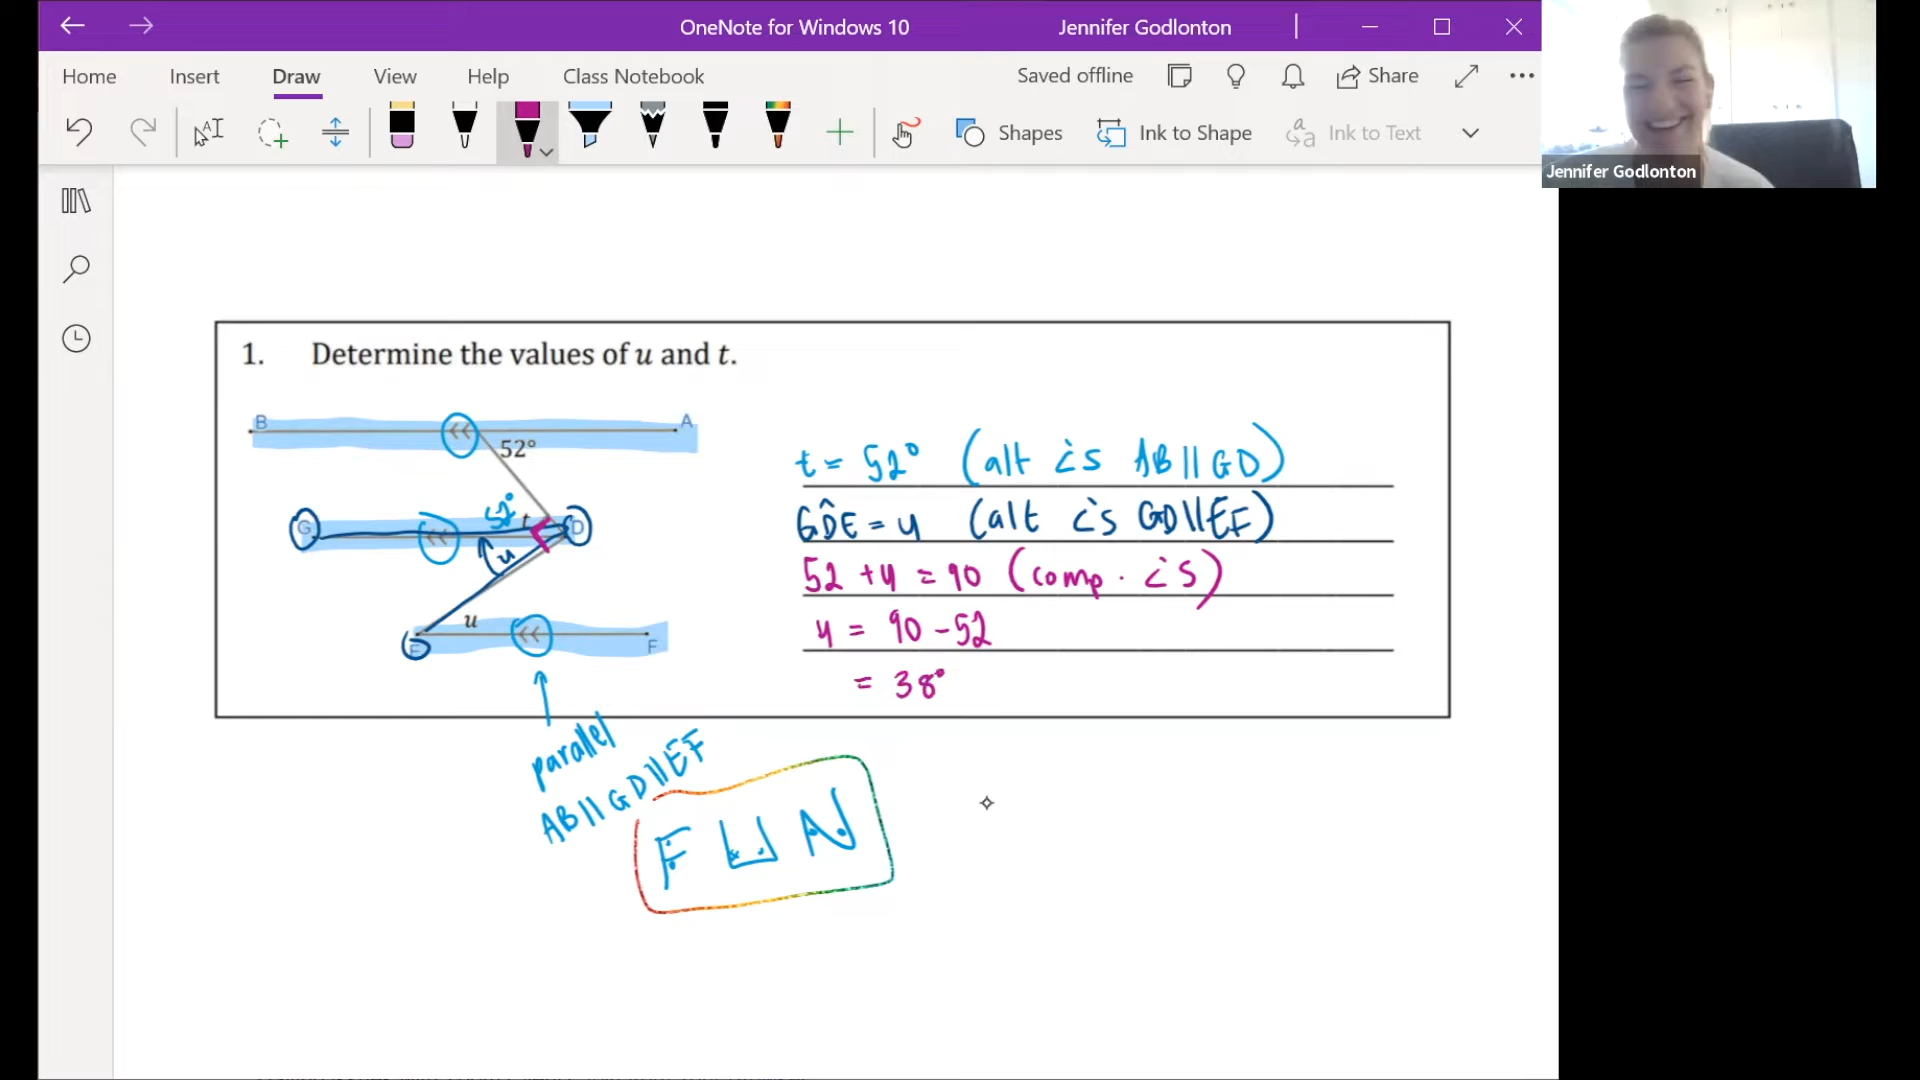 OneNote for Windows 10
Jennifer Godlonton
Home Insert Draw View Help Class Notebook
Saved offline
Share
Shapes
Ink to Shape
Ink to Text
Jennifer Godlonton
1. Determine the values of u and t.
B
A
52°
G
52°
t
D
u
u
E
F
t = 52° (alt ∠'s AB||GD)
GD̂E = u (alt ∠'s GD||EF)
52 + u = 90 (comp. ∠'s)
u = 90 - 52
= 38°
parallel
AB||GD||EF
FUN